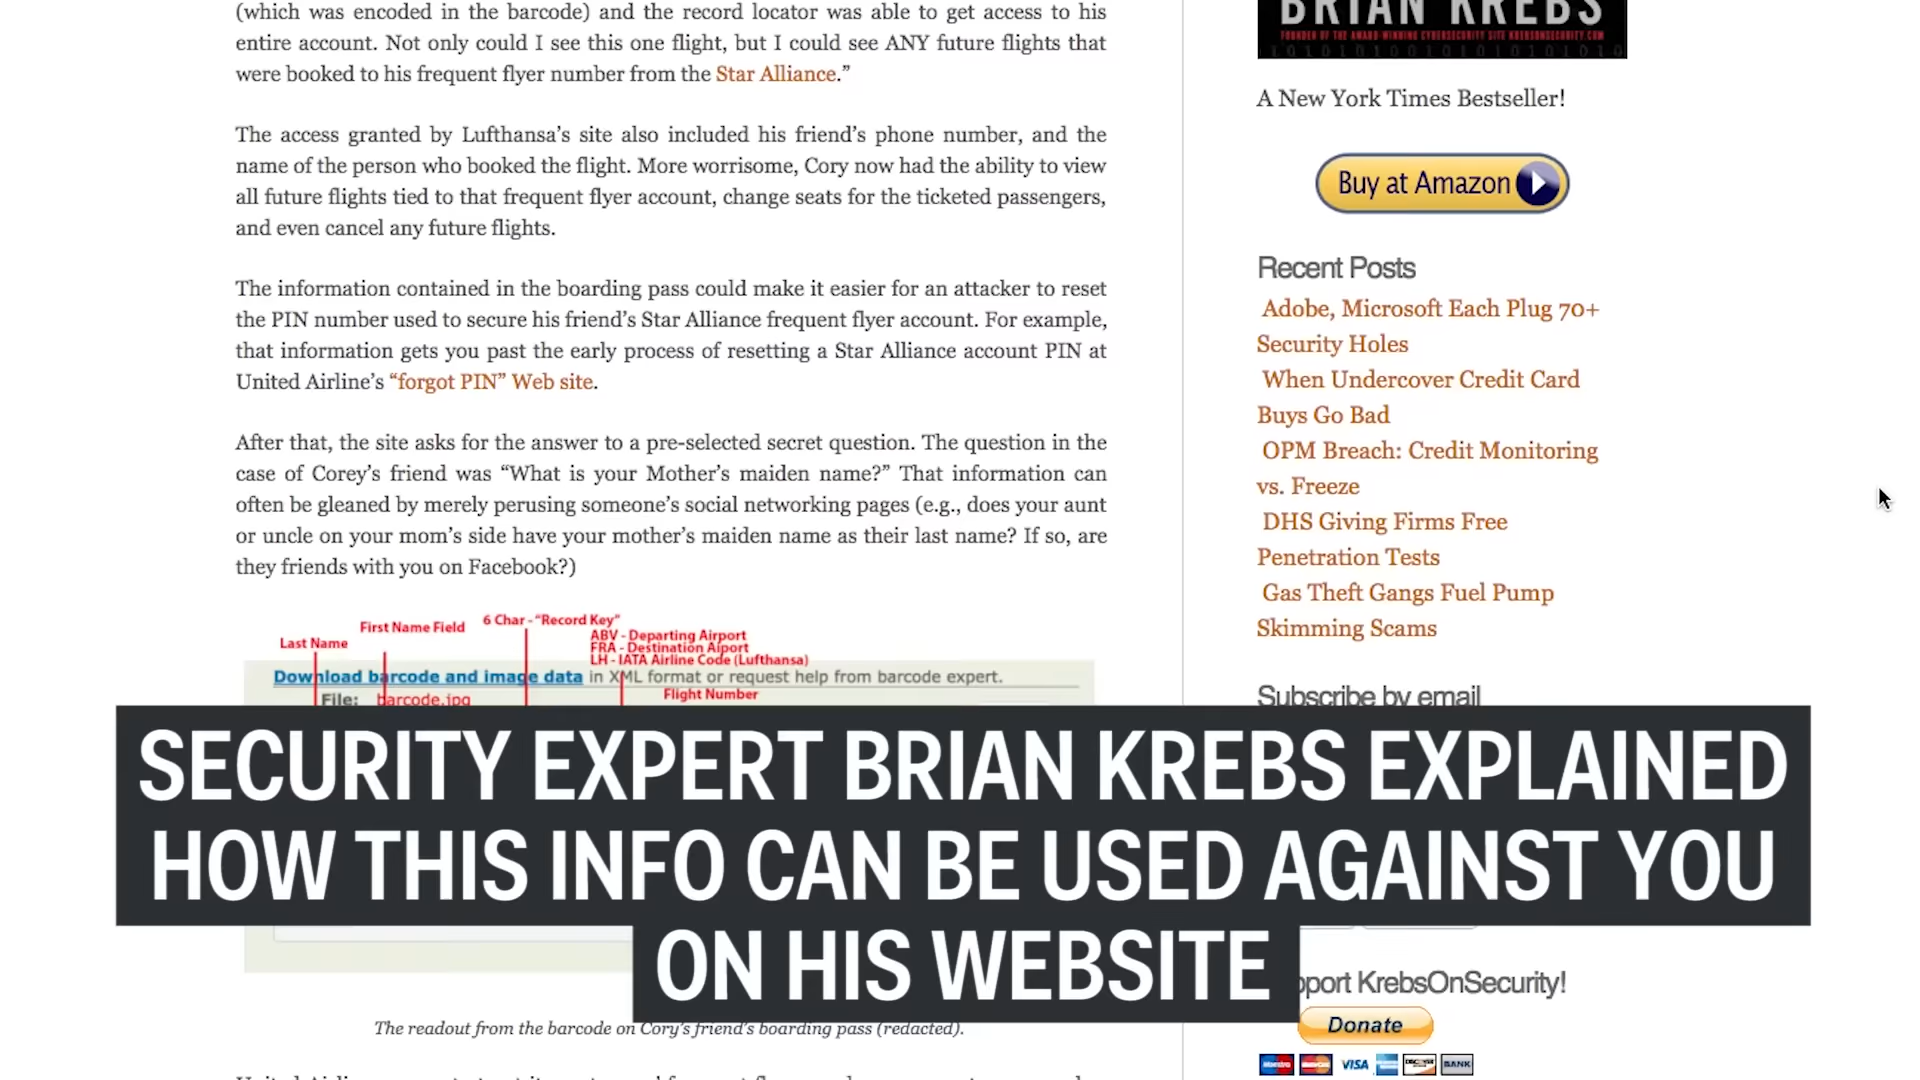 (which was encoded in the barcode) and the record locator was able to get access to his
entire account. Not only could I see this one flight, but I could see ANY future flights that
were booked to his frequent flyer number from the Star Alliance.”
The access granted by Lufthansa’s site also included his friend’s phone number, and the
name of the person who booked the flight. More worrisome, Cory now had the ability to view
all future flights tied to that frequent flyer account, change seats for the ticketed passengers,
and even cancel any future flights.
The information contained in the boarding pass could make it easier for an attacker to reset
the PIN number used to secure his friend’s Star Alliance frequent flyer account. For example,
that information gets you past the early process of resetting a Star Alliance account PIN at
United Airline’s “forgot PIN” Web site.
After that, the site asks for the answer to a pre-selected secret question. The question in the
case of Corey’s friend was “What is your Mother’s maiden name?” That information can
often be gleaned by merely perusing someone’s social networking pages (e.g., does your aunt
or uncle on your mom’s side have your mother’s maiden name as their last name? If so, are
they friends with you on Facebook?)
Last Name
First Name Field
6 Char - “Record Key”
ABV - Departing Airport
FRA - Destination Aiport
LH - IATA Airline Code (Lufthansa)
Download barcode and image data in XML format or request help from barcode expert.
Flight Number
File: barcode.jpg
The readout from the barcode on Cory’s friend’s boarding pass (redacted).
BRIAN KREBS
FOUNDER OF THE AWARD-WINNING CYBERSECURITY SITE KREBSONSECURITY.COM
A New York Times Bestseller!
Buy at Amazon
Recent Posts
Adobe, Microsoft Each Plug 70+
Security Holes
When Undercover Credit Card
Buys Go Bad
OPM Breach: Credit Monitoring
vs. Freeze
DHS Giving Firms Free
Penetration Tests
Gas Theft Gangs Fuel Pump
Skimming Scams
Subscribe by email
SECURITY EXPERT BRIAN KREBS EXPLAINED
HOW THIS INFO CAN BE USED AGAINST YOU
ON HIS WEBSITE
pport KrebsOnSecurity!
Donate
Maestro
VISA
BANK